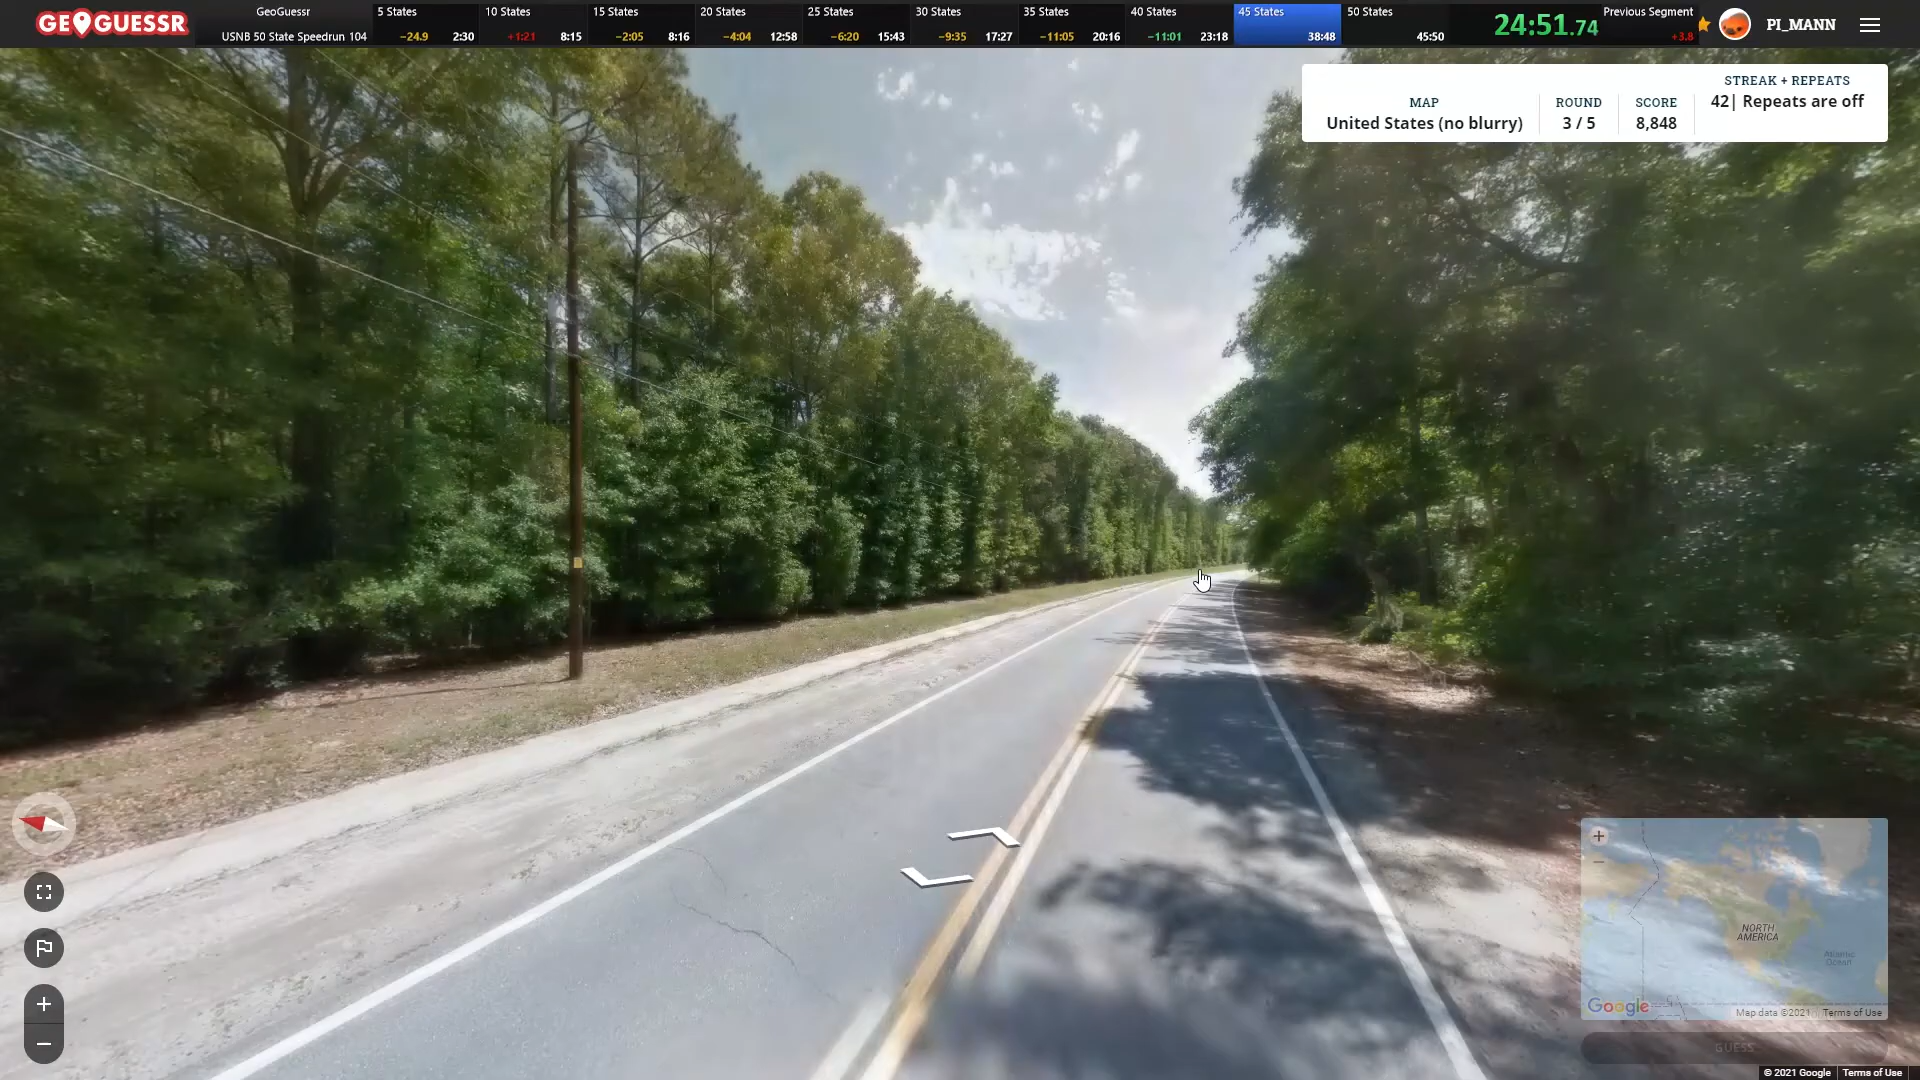 GEOGUESSR
GeoGuessr
USNB 50 State Speedrun 104
5 States
−24.9 2:30
10 States
+1:21 8:15
15 States
−2:05 8:16
20 States
−4:04 12:58
25 States
−6:20 15:43
30 States
−9:35 17:27
35 States
−11:05 20:16
40 States
−11:01 23:18
45 States
38:48
50 States
45:50
24:51.74
Previous Segment
+3.8
PI_MANN
MAP
United States (no blurry)
ROUND
3 / 5
SCORE
8,848
STREAK + REPEATS
42| Repeats are off
NORTH
AMERICA
Atlantic
Ocean
Google
Map data ©2021
Terms of Use
GUESS
© 2021 Google
Terms of Use